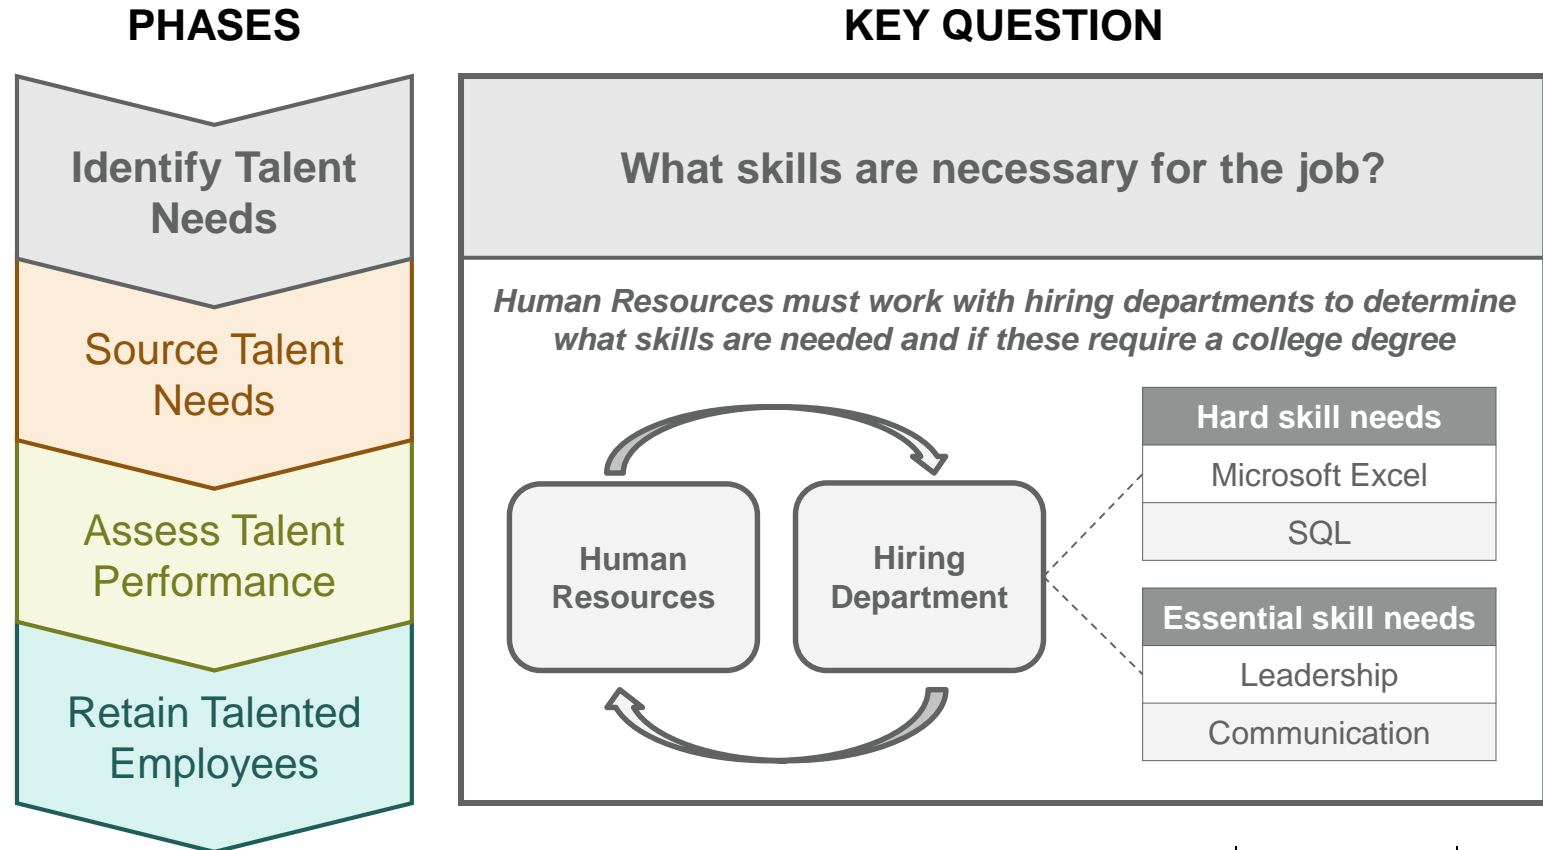 PHASES
KEY QUESTION
Identify Talent
Needs
Source Talent
Needs
Assess Talent
Performance
Retain Talented
Employees
What skills are necessary for the job?
Human Resources must work with hiring departments to determine
what skills are needed and if these require a college degree
Human
Resources
Hiring
Department
Hard skill needs
Microsoft Excel
SQL
Essential skill needs
Leadership
Communication